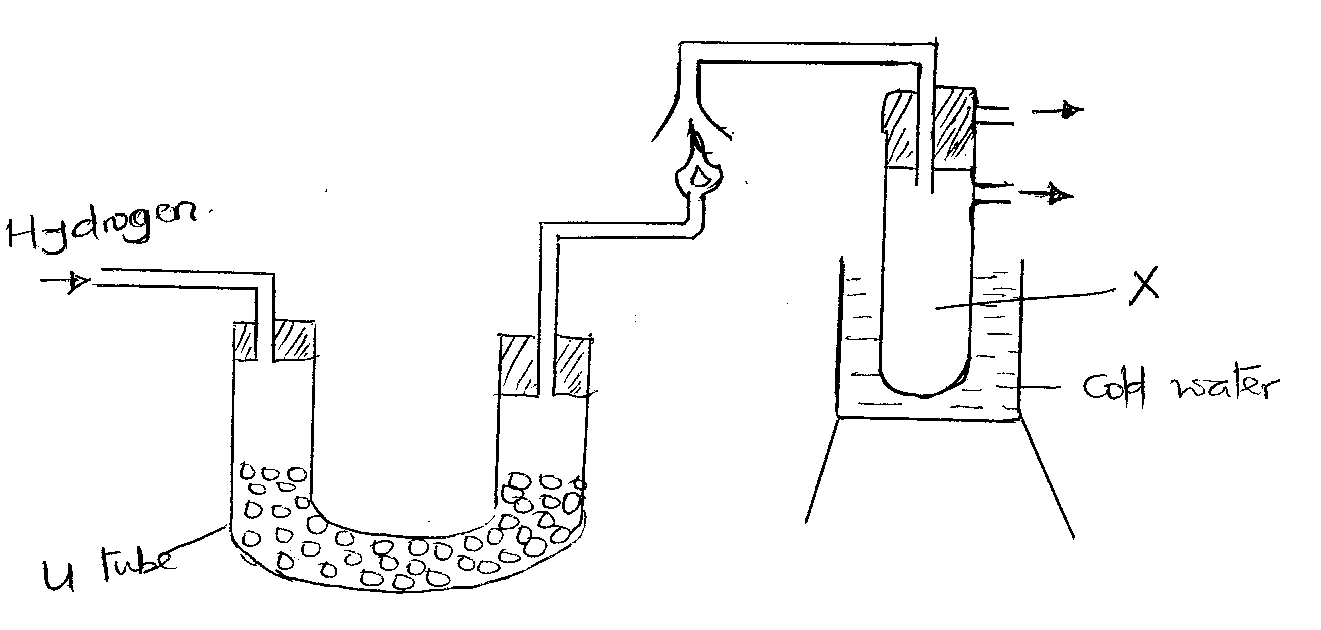 Hydrogen.
X
Cold water
U tube